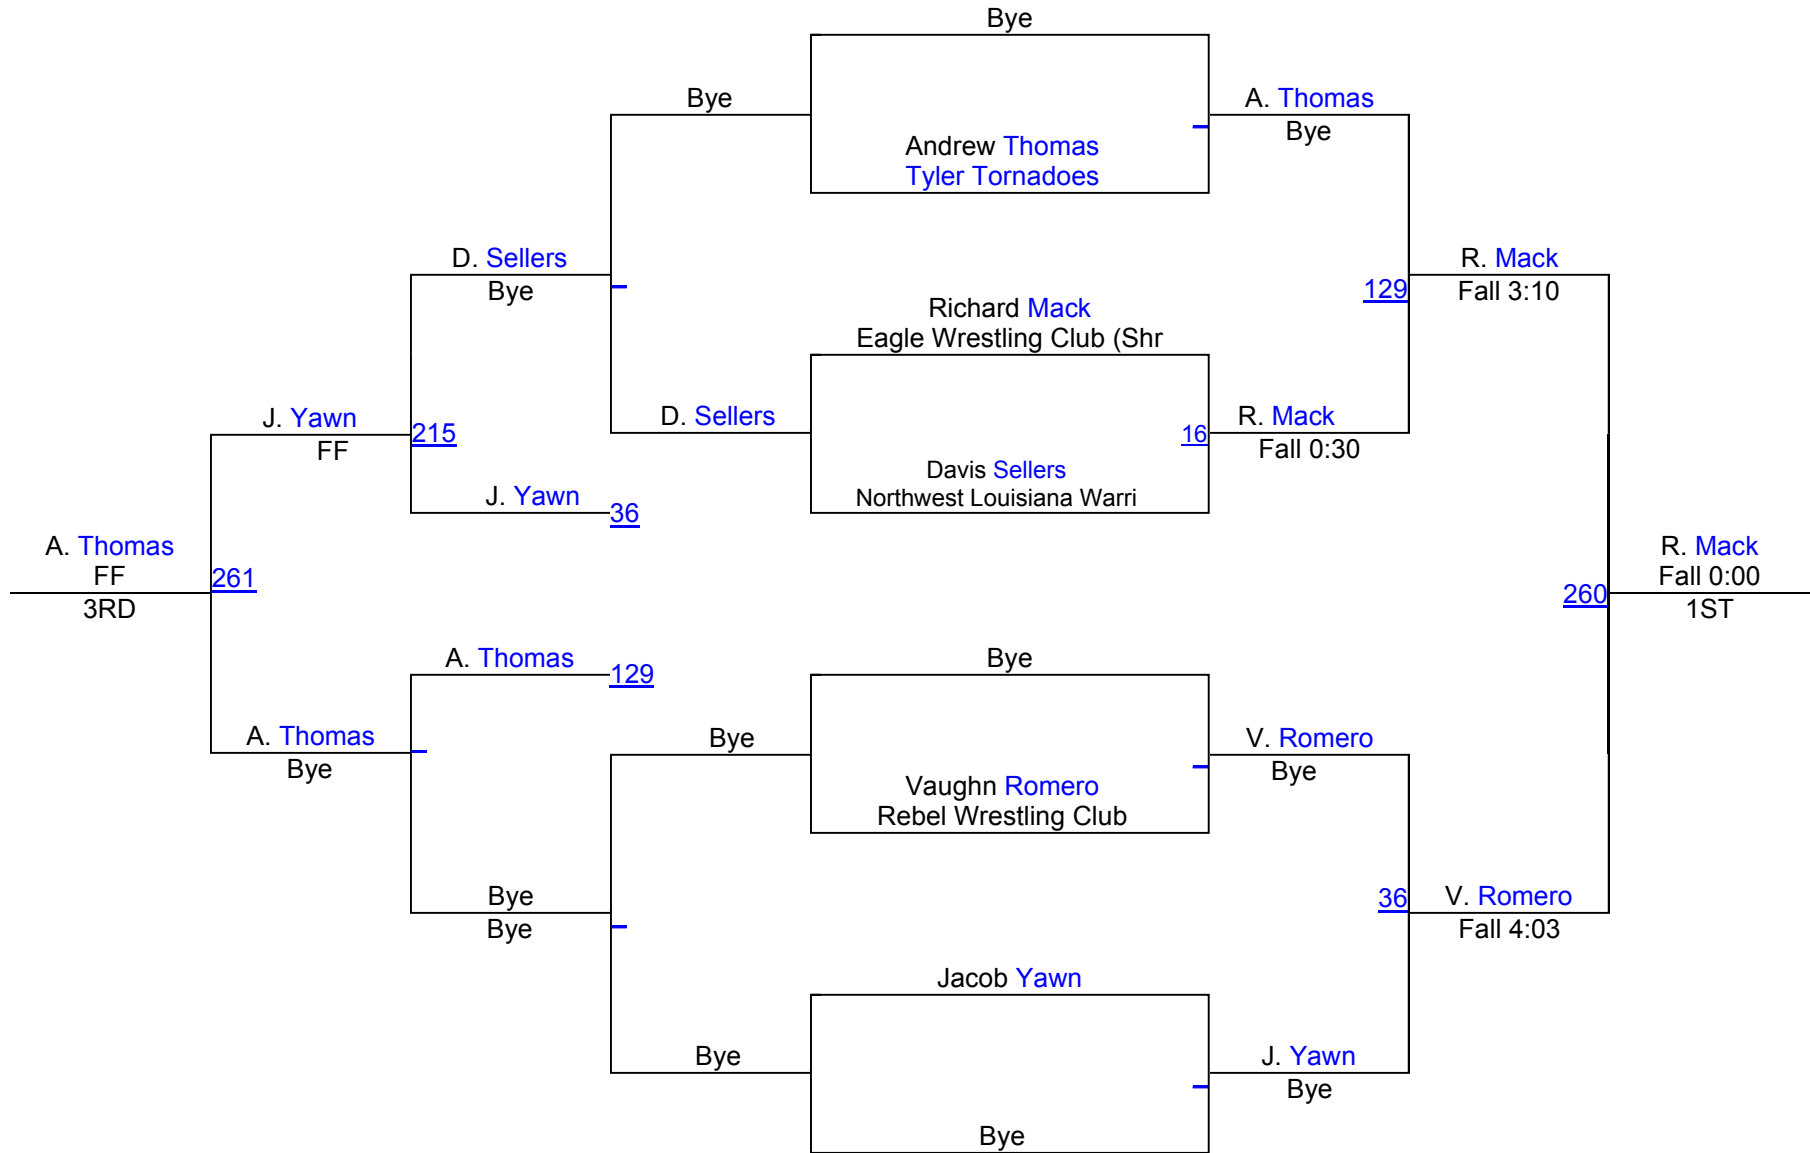 Bye
Bye
A. Thomas
Bye
Andrew Thomas
Tyler Tornadoes
D. Sellers
Bye
R. Mack
Fall 3:10
129
Richard Mack
Eagle Wrestling Club (Shr
J. Yawn
FF
215
D. Sellers
16
R. Mack
Fall 0:30
Davis Sellers
Northwest Louisiana Warri
J. Yawn
36
A. Thomas
FF
3RD
261
R. Mack
Fall 0:00
1ST
260
A. Thomas
129
Bye
A. Thomas
Bye
Bye
V. Romero
Bye
Vaughn Romero
Rebel Wrestling Club
Bye
Bye
36
V. Romero
Fall 4:03
Jacob Yawn
Bye
J. Yawn
Bye
Bye